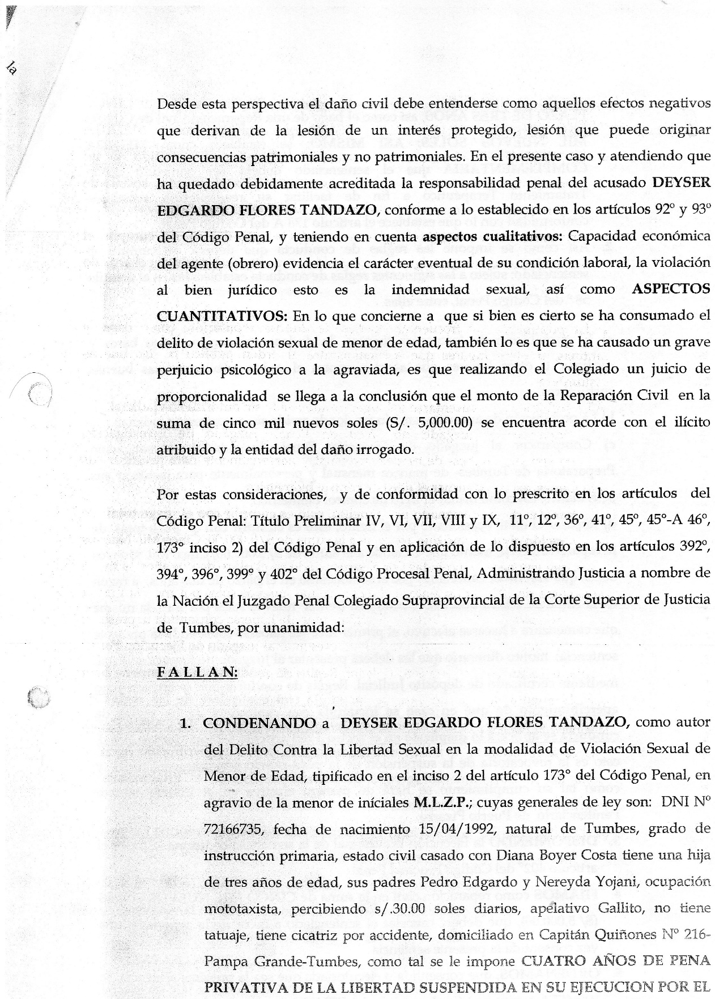 la
Desde esta perspectiva el daño civil debe entenderse como aquellos efectos negativos
que derivan de la lesión de un interés protegido, lesión que puede originar
consecuencias patrimoniales y no patrimoniales. En el presente caso y atendiendo que
ha quedado debidamente acreditada la responsabilidad penal del acusado DEYSER
EDGARDO FLORES TANDAZO, conforme a lo establecido en los artículos 92° y 93°
del Código Penal, y teniendo en cuenta aspectos cualitativos: Capacidad económica
del agente (obrero) evidencia el carácter eventual de su condición laboral, la violación
al bien jurídico esto es la indemnidad sexual, así como ASPECTOS
CUANTITATIVOS: En lo que concierne a que si bien es cierto se ha consumado el
delito de violación sexual de menor de edad, también lo es que se ha causado un grave
perjuicio psicológico a la agraviada, es que realizando el Colegiado un juicio de
proporcionalidad se llega a la conclusión que el monto de la Reparación Civil en la
suma de cinco mil nuevos soles (S/. 5,000.00) se encuentra acorde con el ilícito
atribuido y la entidad del daño irrogado.
Por estas consideraciones, y de conformidad con lo prescrito en los artículos del
Código Penal: Título Preliminar IV, VI, VII, VIII y IX, 11°, 12°, 36°, 41°, 45°, 45°-A 46°,
173° inciso 2) del Código Penal y en aplicación de lo dispuesto en los artículos 392°,
394°, 396°, 399° y 402° del Código Procesal Penal, Administrando Justicia a nombre de
la Nación el Juzgado Penal Colegiado Supraprovincial de la Corte Superior de Justicia
de Tumbes, por unanimidad:
F A L L A N:
1. CONDENANDO a DEYSER EDGARDO FLORES TANDAZO, como autor
del Delito Contra la Libertad Sexual en la modalidad de Violación Sexual de
Menor de Edad, tipificado en el inciso 2 del artículo 173° del Código Penal, en
agravio de la menor de iníciales M.L.Z.P.; cuyas generales de ley son: DNI N°
72166735, fecha de nacimiento 15/04/1992, natural de Tumbes, grado de
instrucción primaria, estado civil casado con Diana Boyer Costa tiene una hija
de tres años de edad, sus padres Pedro Edgardo y Nereyda Yojani, ocupación
mototaxista, percibiendo s/.30.00 soles diarios, apelativo Gallito, no tiene
tatuaje, tiene cicatriz por accidente, domiciliado en Capitán Quiñones N° 216-
Pampa Grande-Tumbes, como tal se le impone CUATRO AÑOS DE PENA
PRIVATIVA DE LA LIBERTAD SUSPENDIDA EN SU EJECUCION POR EL